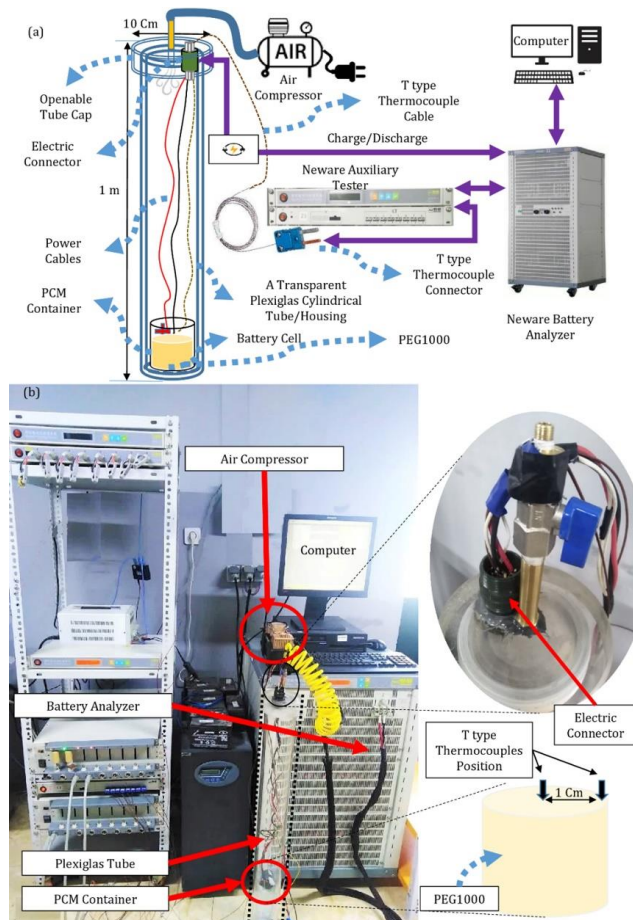 (a)
10 Cm
AIR
Air
Compressor
Computer
Openable
Tube Cap
T type
Thermocouple
Cable
Electric
Connector
Charge/Discharge
1 m
Neware Auxiliary
Tester
Power
Cables
T type
Thermocouple
Connector
PCM
Container
A Transparent
Plexiglas Cylindrical
Tube/Housing
Battery Cell
PEG1000
Neware Battery
Analyzer
(b)
Air Compressor
Computer
Battery Analyzer
Electric
Connector
T type
Thermocouples
Position
1 Cm
Plexiglas Tube
PCM Container
PEG1000